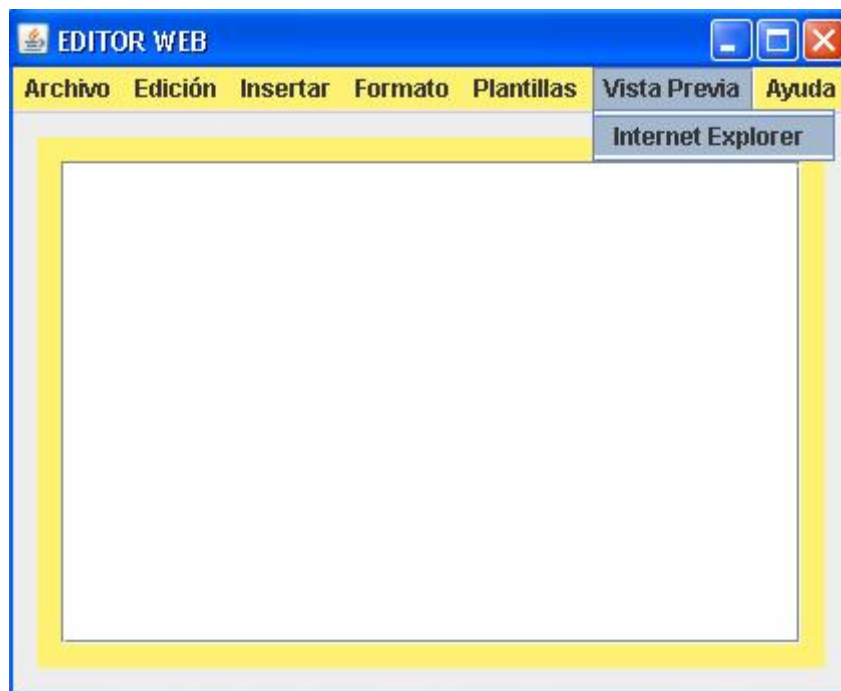 EDITOR WEB
Archivo Edición Insertar Formato Plantillas Vista Previa Ayuda
Internet Explorer